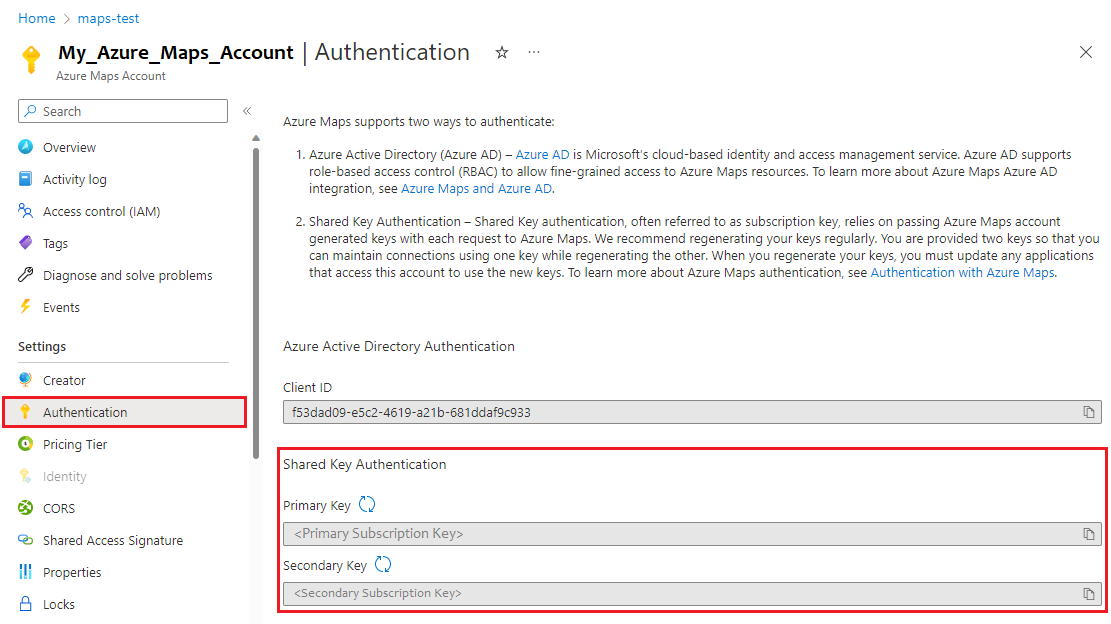 Home > maps-test
My_Azure_Maps_Account | Authentication
Azure Maps Account
Search
Overview
Activity log
Access control (IAM)
Tags
Diagnose and solve problems
Events
Settings
Creator
Authentication
Pricing Tier
Identity
CORS
Shared Access Signature
Properties
Locks
Azure Maps supports two ways to authenticate:
1. Azure Active Directory (Azure AD) – Azure AD is Microsoft's cloud-based identity and access management service. Azure AD supports
role-based access control (RBAC) to allow fine-grained access to Azure Maps resources. To learn more about Azure Maps Azure AD
integration, see Azure Maps and Azure AD.
2. Shared Key Authentication – Shared Key authentication, often referred to as subscription key, relies on passing Azure Maps account
generated keys with each request to Azure Maps. We recommend regenerating your keys regularly. You are provided two keys so that you
can maintain connections using one key while regenerating the other. When you regenerate your keys, you must update any applications
that access this account to use the new keys. To learn more about Azure Maps authentication, see Authentication with Azure Maps.
Azure Active Directory Authentication
Client ID
f53dad09-e5c2-4619-a21b-681ddaf9c933
Shared Key Authentication
Primary Key
<Primary Subscription Key>
Secondary Key
<Secondary Subscription Key>